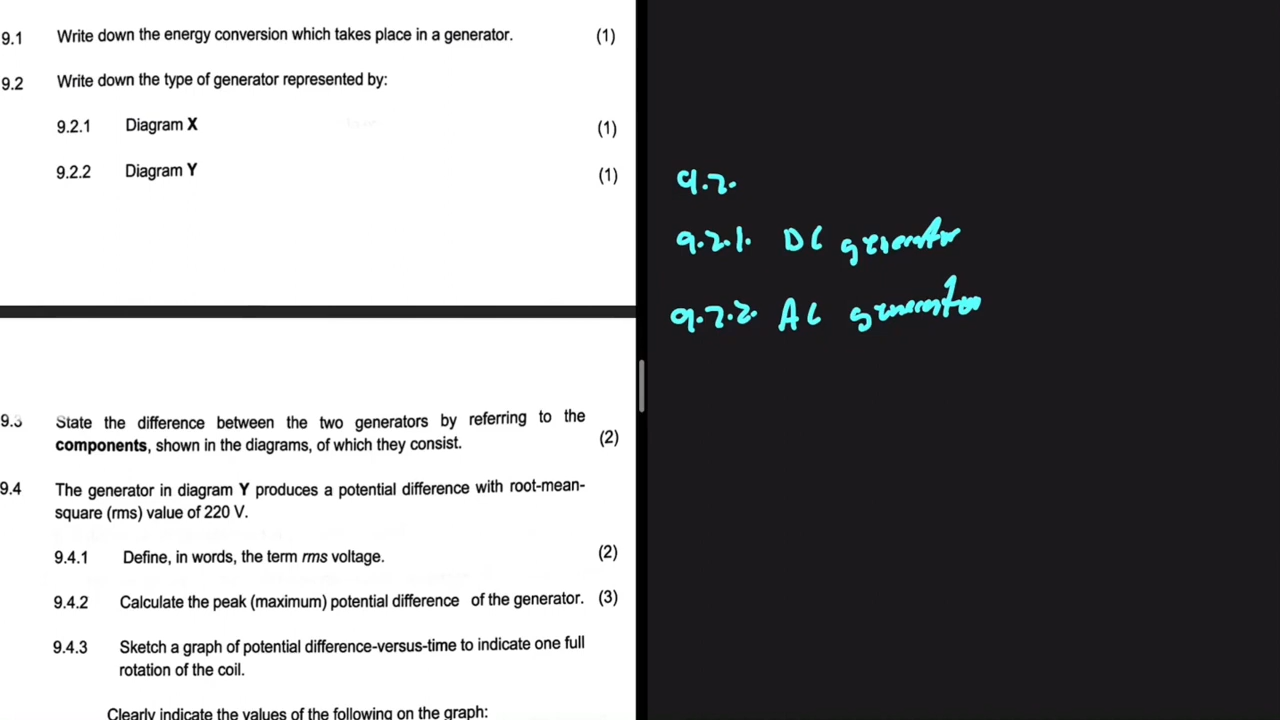 9.1 Write down the energy conversion which takes place in a generator. (1)
9.2 Write down the type of generator represented by:
9.2.1 Diagram X (1)
9.2.2 Diagram Y (1)
9.3 State the difference between the two generators by referring to the
components, shown in the diagrams, of which they consist. (2)
9.4 The generator in diagram Y produces a potential difference with root-mean-
square (rms) value of 220 V.
9.4.1 Define, in words, the term rms voltage. (2)
9.4.2 Calculate the peak (maximum) potential difference of the generator. (3)
9.4.3 Sketch a graph of potential difference-versus-time to indicate one full
rotation of the coil.
Clearly indicate the values of the following on the graph:
9.2.
9.2.1. DC generator
9.2.2. AC generator